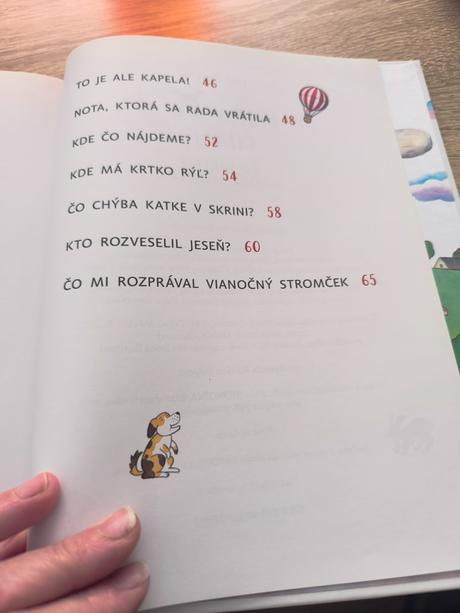 TO JE ALE KAPELA! 46
NOTA, KTORÁ SA RADA VRÁTILA 48
KDE ČO NÁJDEME? 52
KDE MÁ KRTKO RÝĽ? 54
ČO CHÝBA KATKE V SKRINI? 58
KTO ROZVESELIL JESEŇ? 60
ČO MI ROZPRÁVAL VIANOČNÝ STROMČEK 65